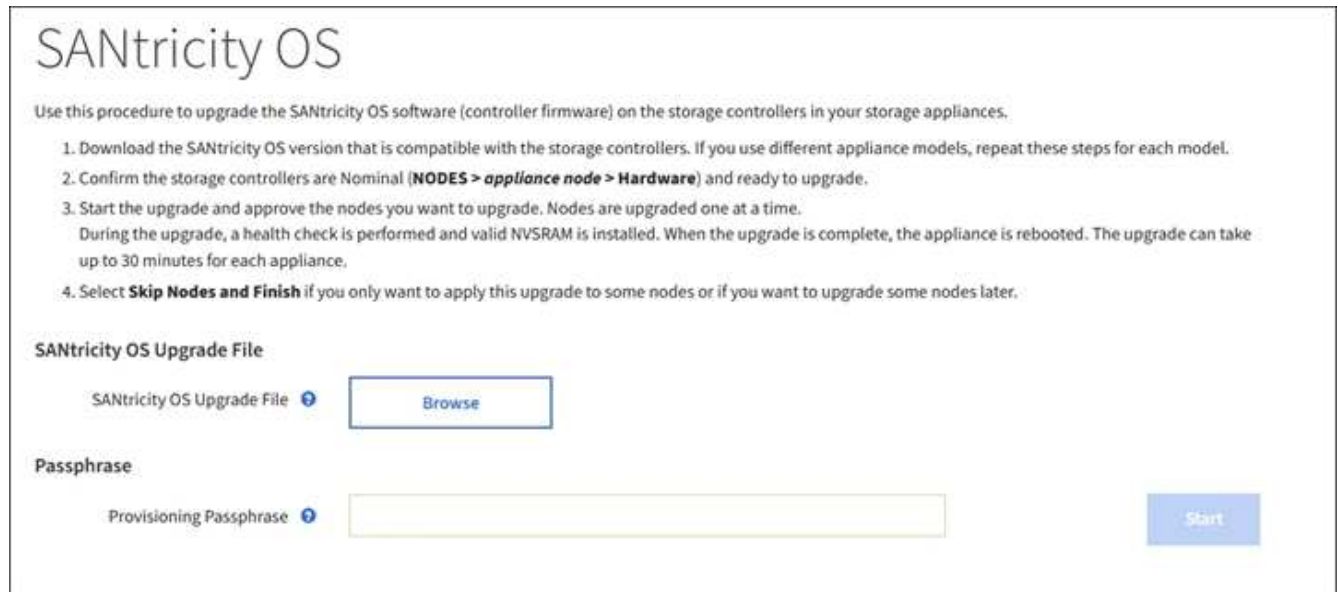 SANtricity OS
Use this procedure to upgrade the SANtricity OS software (controller firmware) on the storage controllers in your storage appliances.
1. Download the SANtricity OS version that is compatible with the storage controllers. If you use different appliance models, repeat these steps for each model.
2. Confirm the storage controllers are Nominal (NODES > appliance node > Hardware) and ready to upgrade.
3. Start the upgrade and approve the nodes you want to upgrade. Nodes are upgraded one at a time.
During the upgrade, a health check is performed and valid NVSRAM is installed. When the upgrade is complete, the appliance is rebooted. The upgrade can take
up to 30 minutes for each appliance.
4. Select Skip Nodes and Finish if you only want to apply this upgrade to some nodes or if you want to upgrade some nodes later.
SANtricity OS Upgrade File
SANtricity OS Upgrade File ? Browse
Passphrase
Provisioning Passphrase ? Start